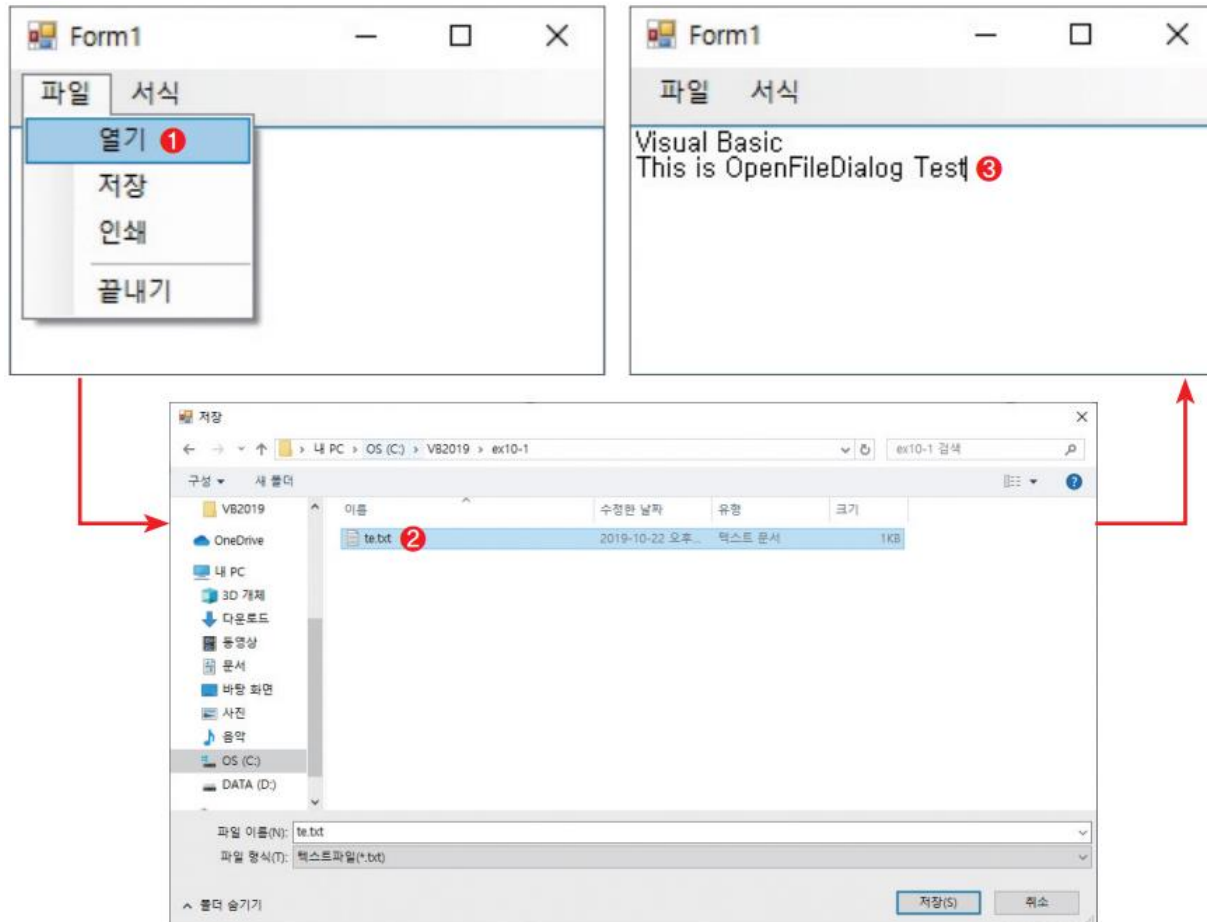 Form1
파일 서식
열기 1
저장
인쇄
끝내기
Form1
파일 서식
Visual Basic
This is OpenFileDialog Test 3
저장
내 PC > OS (C:) > VB2019 > ex10-1
ex10-1 검색
구성 새 폴더
이름 수정한 날짜 유형 크기
te.txt 2 2019-10-22 오후... 텍스트 문서 1KB
VB2019
OneDrive
내 PC
3D 개체
다운로드
동영상
문서
바탕 화면
사진
음악
OS (C:)
DATA (D:)
파일 이름(N): te.txt
파일 형식(T):텍스트파일(*.txt)
폴더 숨기기
저장(S) 취소